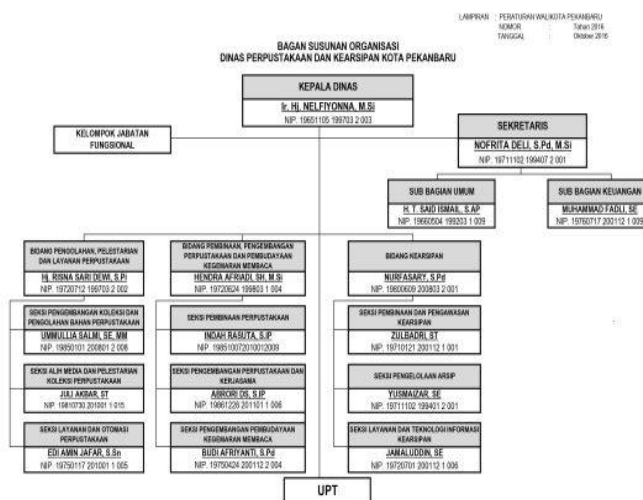 LAMPIRAN : PERATURAN WALIKOTA PEKANBARU
NOMOR : Tahun 2016
TANGGAL : Oktober 2016
BAGAN SUSUNAN ORGANISASI
DINAS PERPUSTAKAAN DAN KEARSIPAN KOTA PEKANBARU
KEPALA DINAS
Ir. Hj. NELFIYONNA, M.Si
NIP. 19651105 199703 2 003
KELOMPOK JABATAN
FUNGSIONAL
SEKRETARIS
NOFRITA DELI, S.Pd, M.Si
NIP. 19711102 199407 2 001
SUB BAGIAN UMUM
H. T. SAID ISMAIL, S.AP
NIP. 19660504 199203 1 009
SUB BAGIAN KEUANGAN
MUHAMMAD FADLI, SE
NIP. 19760717 200112 1 009
BIDANG PENGOLAHAN, PELESTARIAN
DAN LAYANAN PERPUSTAKAAN
Hj. RISNA SARI DEWI, S.Pi
NIP. 19720712 199703 2 002
BIDANG PEMBINAAN, PENGEMBANGAN
PERPUSTAKAAN DAN PEMBUDAYAAN
KEGEMARAN MEMBACA
HENDRA AFRIADI, SH, M.Si
NIP. 19720624 199803 1 004
BIDANG KEARSIPAN
NURFASARY, S.Pd
NIP. 19800609 200803 2 001
SEKSI PENGEMBANGAN KOLEKSI DAN
PENGOLAHAN BAHAN PERPUSTAKAAN
UMMULLIA SALMI, SE, MM
NIP. 19850101 200801 2 006
SEKSI PEMBINAAN PERPUSTAKAAN
INDAH RASUTA, S.IP
NIP. 198510072010012009
SEKSI PEMBINAAN DAN PENGAWASAN
KEARSIPAN
ZULBADRI, ST
NIP. 19710121 200112 1 001
SEKSI ALIH MEDIA DAN PELESTARIAN
KOLEKSI PERPUSTAKAAN
JULI AKBAR, ST
NIP. 19810730 201001 1 015
SEKSI PENGEMBANGAN PERPUSTAKAAN DAN
KERJASAMA
ABRORI DS, S.IP
NIP. 19861226 201101 1 006
SEKSI PENGELOLAAN ARSIP
YUSMAIZAR, SE
NIP. 19711102 199401 2 001
SEKSI LAYANAN DAN OTOMASI
PERPUSTAKAAN
EDI AMIN JAFAR, S.Sn
NIP. 19750117 201001 1 005
SEKSI PENGEMBANGAN PEMBUDAYAAN
KEGEMARAN MEMBACA
BUDI AFRIYANTI, S.Pd
NIP. 19750424 200112 2 004
SEKSI LAYANAN DAN TEKNOLOGI INFORMASI
KEARSIPAN
JAMALUDDIN, SE
NIP. 19720701 200112 1 006
UPT